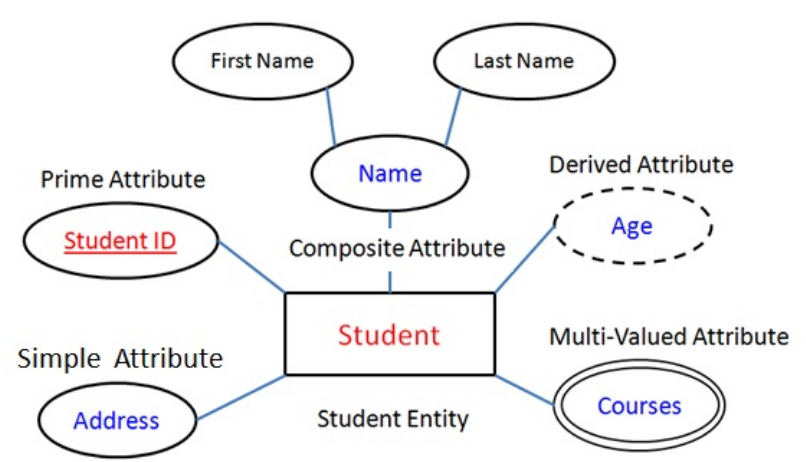 First Name
Last Name
Name
Prime Attribute
Derived Attribute
Student ID
Age
Composite Attribute
Student
Simple Attribute
Multi-Valued Attribute
Address
Student Entity
Courses